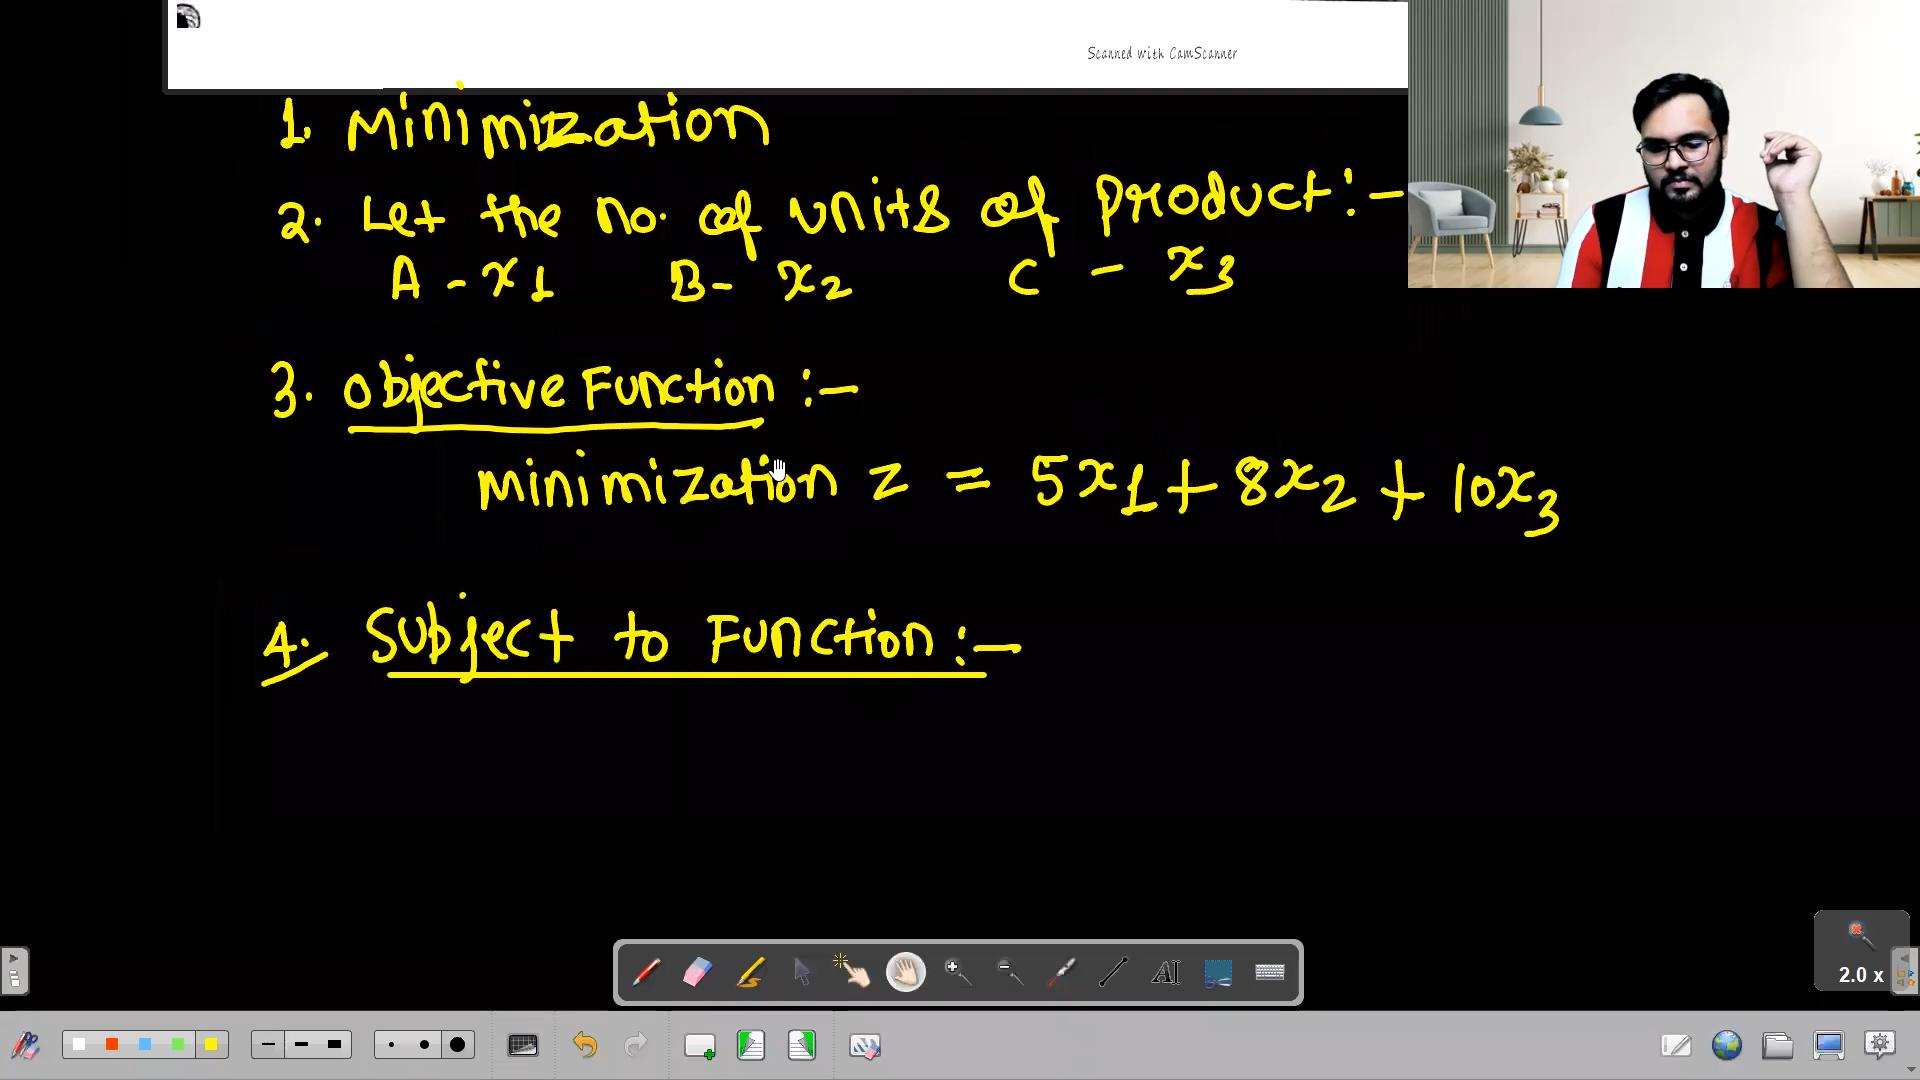 Scanned with CamScanner
1. Minimization
2. Let the no. of units of product:-
A - x1 B- x2 C - x3
3. Objective Function :-
minimization z = 5x1 + 8x2 + 10x3
4. Subject to Function:-
AI
2.0 x